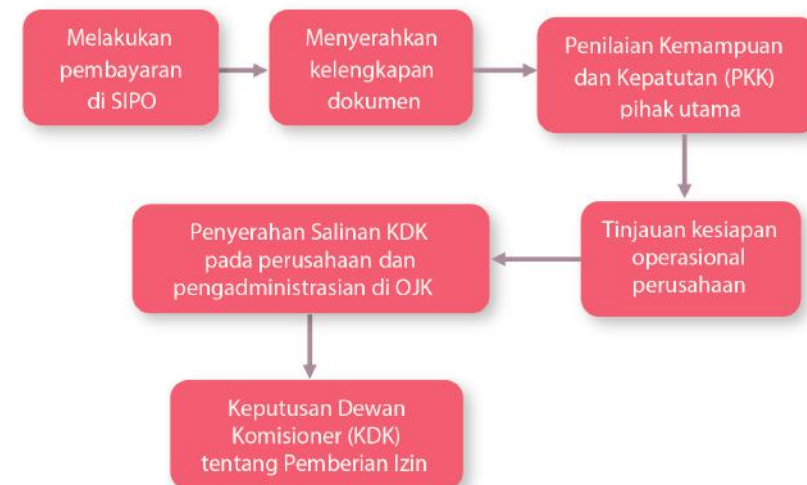 Melakukan
pembayaran
di SIPO
Menyerahkan
kelengkapan
dokumen
Penilaian Kemampuan
dan Kepatutan (PKK)
pihak utama
Tinjauan kesiapan
operasional
perusahaan
Penyerahan Salinan KDK
pada perusahaan dan
pengadministrasian di OJK
Keputusan Dewan
Komisioner (KDK)
tentang Pemberian Izin